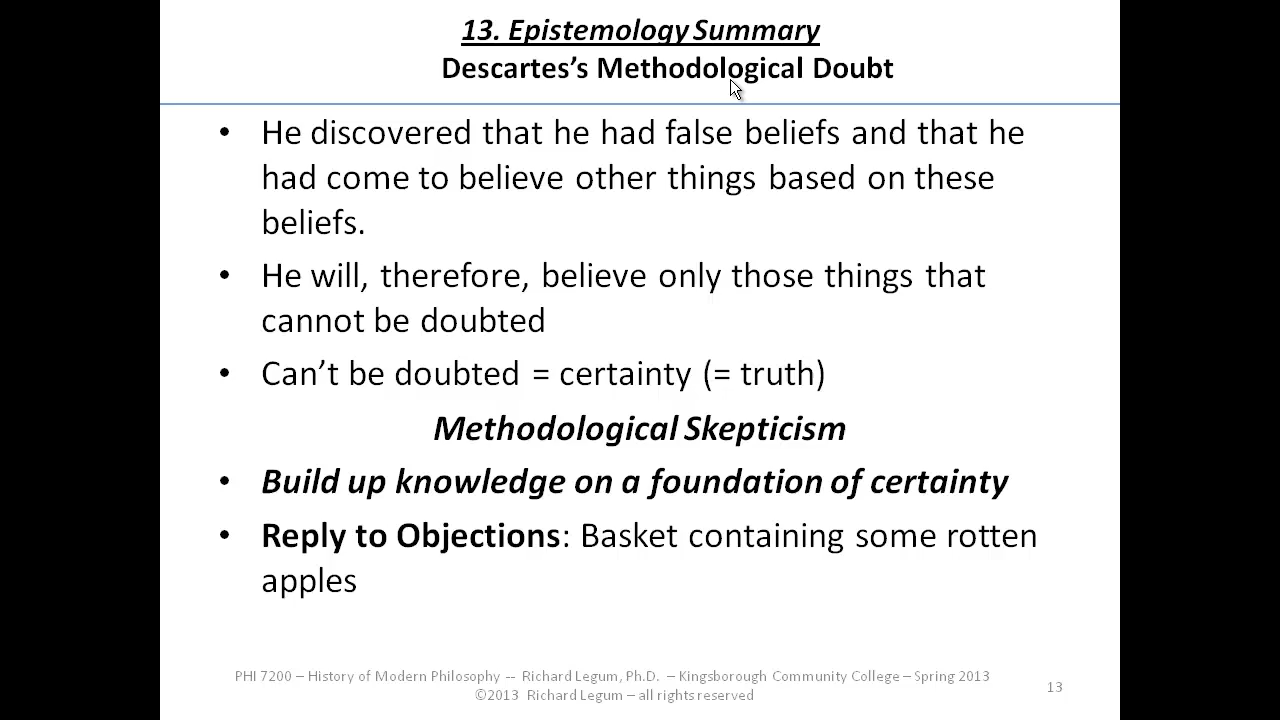 13. Epistemology Summary
Descartes’s Methodological Doubt
• He discovered that he had false beliefs and that he
had come to believe other things based on these
beliefs.
• He will, therefore, believe only those things that
cannot be doubted
• Can’t be doubted = certainty (= truth)
Methodological Skepticism
• Build up knowledge on a foundation of certainty
• Reply to Objections: Basket containing some rotten
apples
PHI 7200 – History of Modern Philosophy -- Richard Legum, Ph.D. – Kingsborough Community College – Spring 2013
©2013 Richard Legum – all rights reserved
13